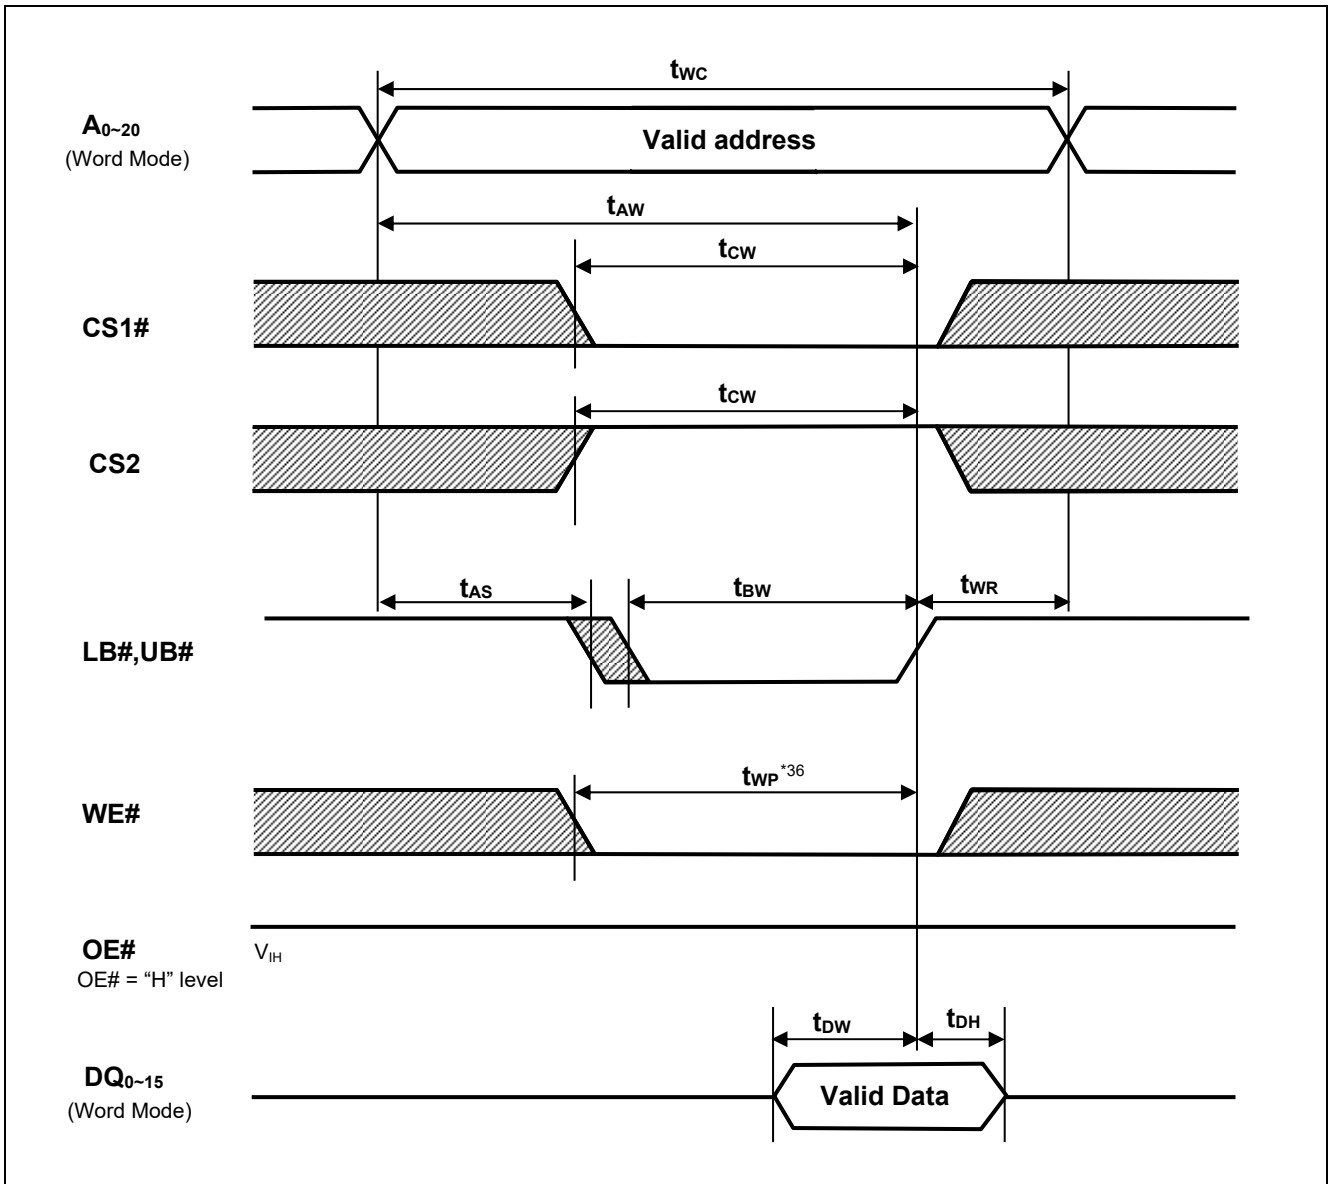 tWC
A0~20
(Word Mode)
Valid address
tAW
tCW
CS1#
tCW
CS2
tAS
tBW
tWR
LB#,UB#
tWP*36
WE#
OE#
VIH
OE# = “H” level
tDW
tDH
DQ0~15
(Word Mode)
Valid Data